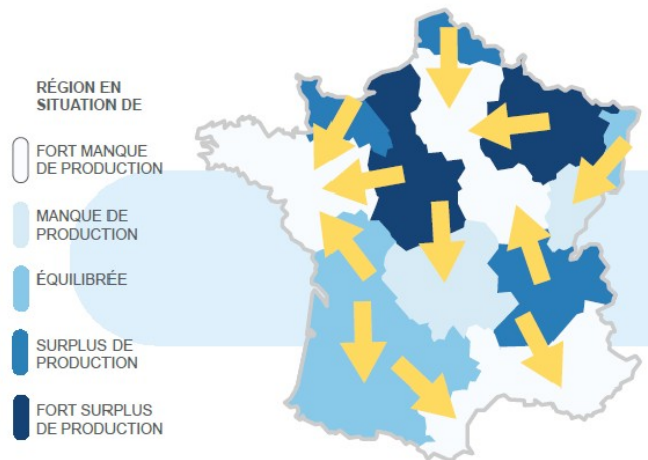 RÉGION EN
SITUATION DE
FORT MANQUE
DE PRODUCTION
MANQUE DE
PRODUCTION
ÉQUILIBRÉE
SURPLUS DE
PRODUCTION
FORT SURPLUS
DE PRODUCTION